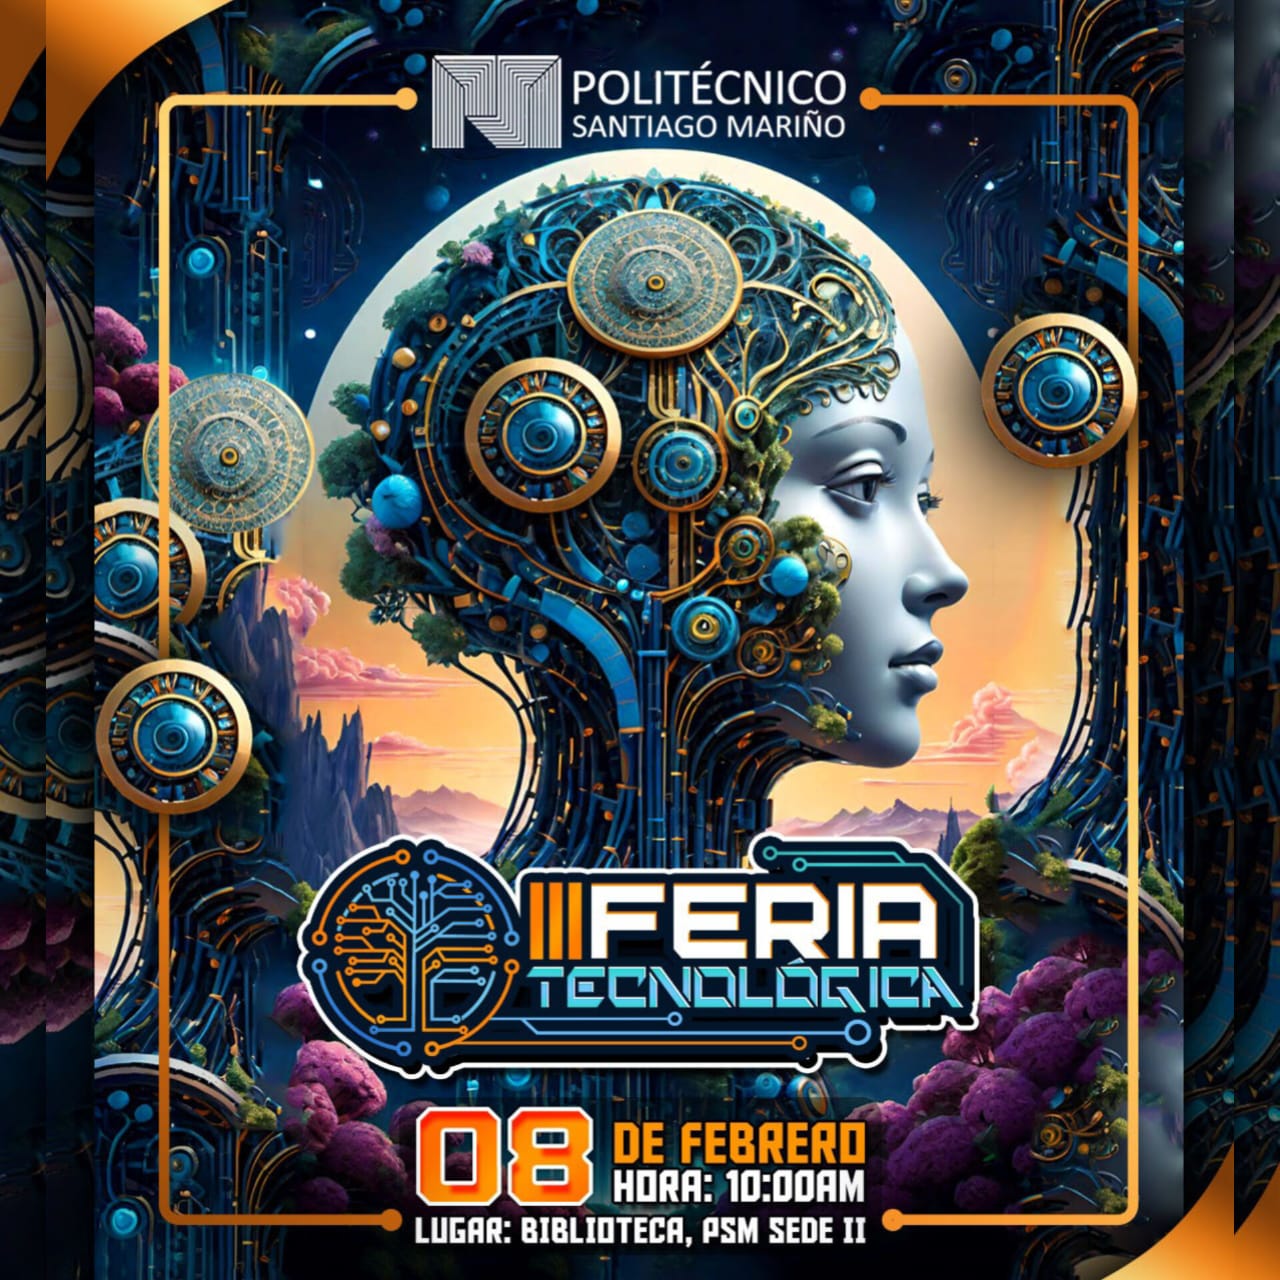 POLITÉCNICO
SANTIAGO MARIÑO
III FERIA
TECNOLÓGICA
08 DE FEBRERO
HORA: 10:00AM
LUGAR: BIBLIOTECA, PSM SEDE II